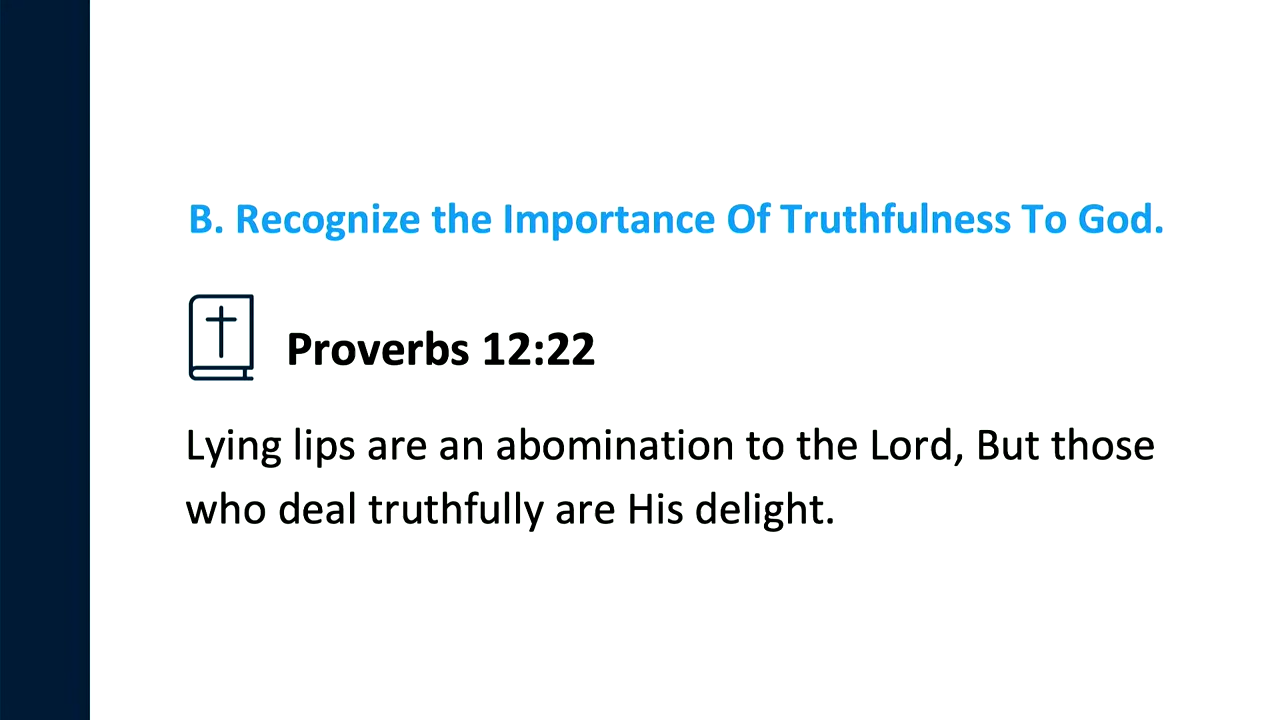 B. Recognize the Importance Of Truthfulness To God.
Proverbs 12:22
Lying lips are an abomination to the Lord, But those
who deal truthfully are His delight.